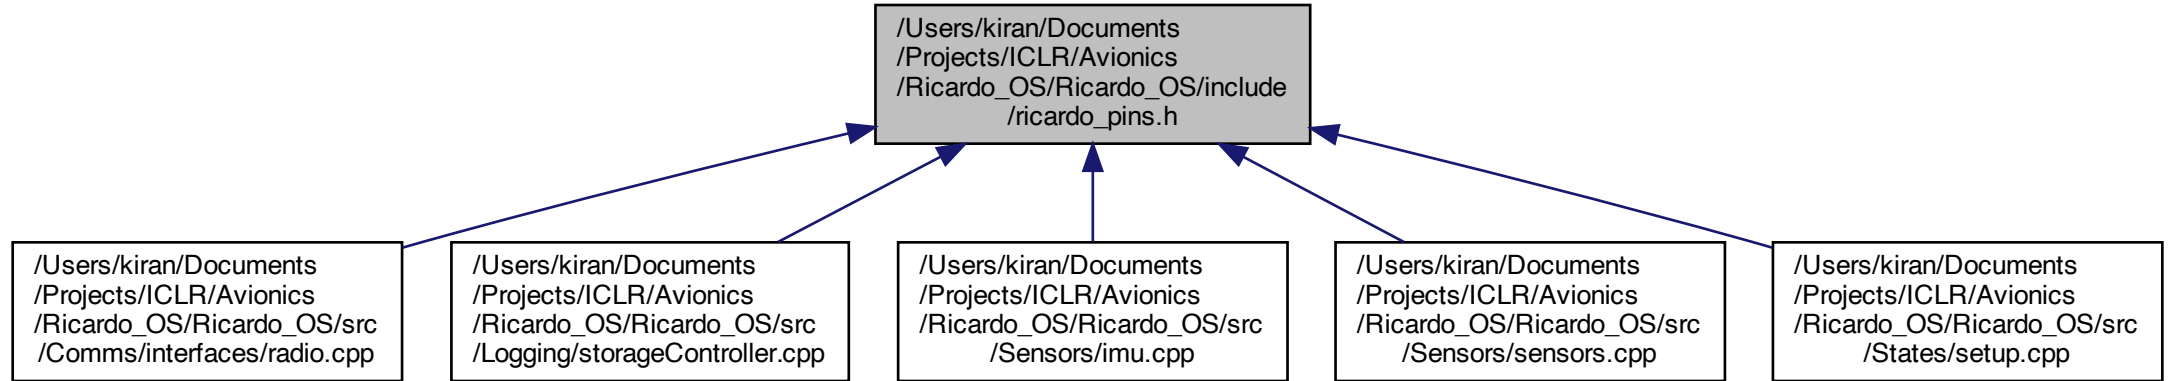 /Users/kiran/Documents
/Projects/ICLR/Avionics
/Ricardo_OS/Ricardo_OS/include
/ricardo_pins.h
/Users/kiran/Documents
/Projects/ICLR/Avionics
/Ricardo_OS/Ricardo_OS/src
/Comms/interfaces/radio.cpp
/Users/kiran/Documents
/Projects/ICLR/Avionics
/Ricardo_OS/Ricardo_OS/src
/Logging/storageController.cpp
/Users/kiran/Documents
/Projects/ICLR/Avionics
/Ricardo_OS/Ricardo_OS/src
/Sensors/imu.cpp
/Users/kiran/Documents
/Projects/ICLR/Avionics
/Ricardo_OS/Ricardo_OS/src
/Sensors/sensors.cpp
/Users/kiran/Documents
/Projects/ICLR/Avionics
/Ricardo_OS/Ricardo_OS/src
/States/setup.cpp